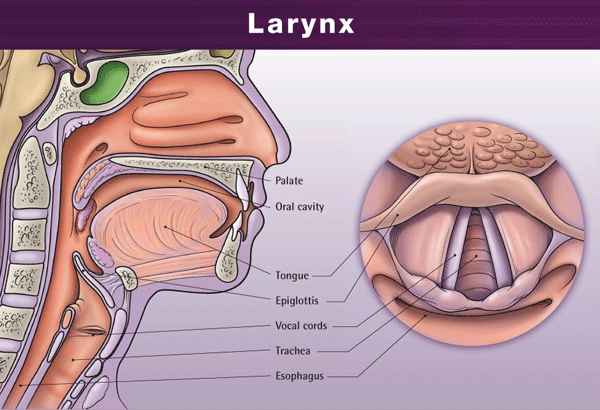 Larynx
Palate
Oral cavity
Tongue
Epiglottis
Vocal cords
Trachea
Esophagus